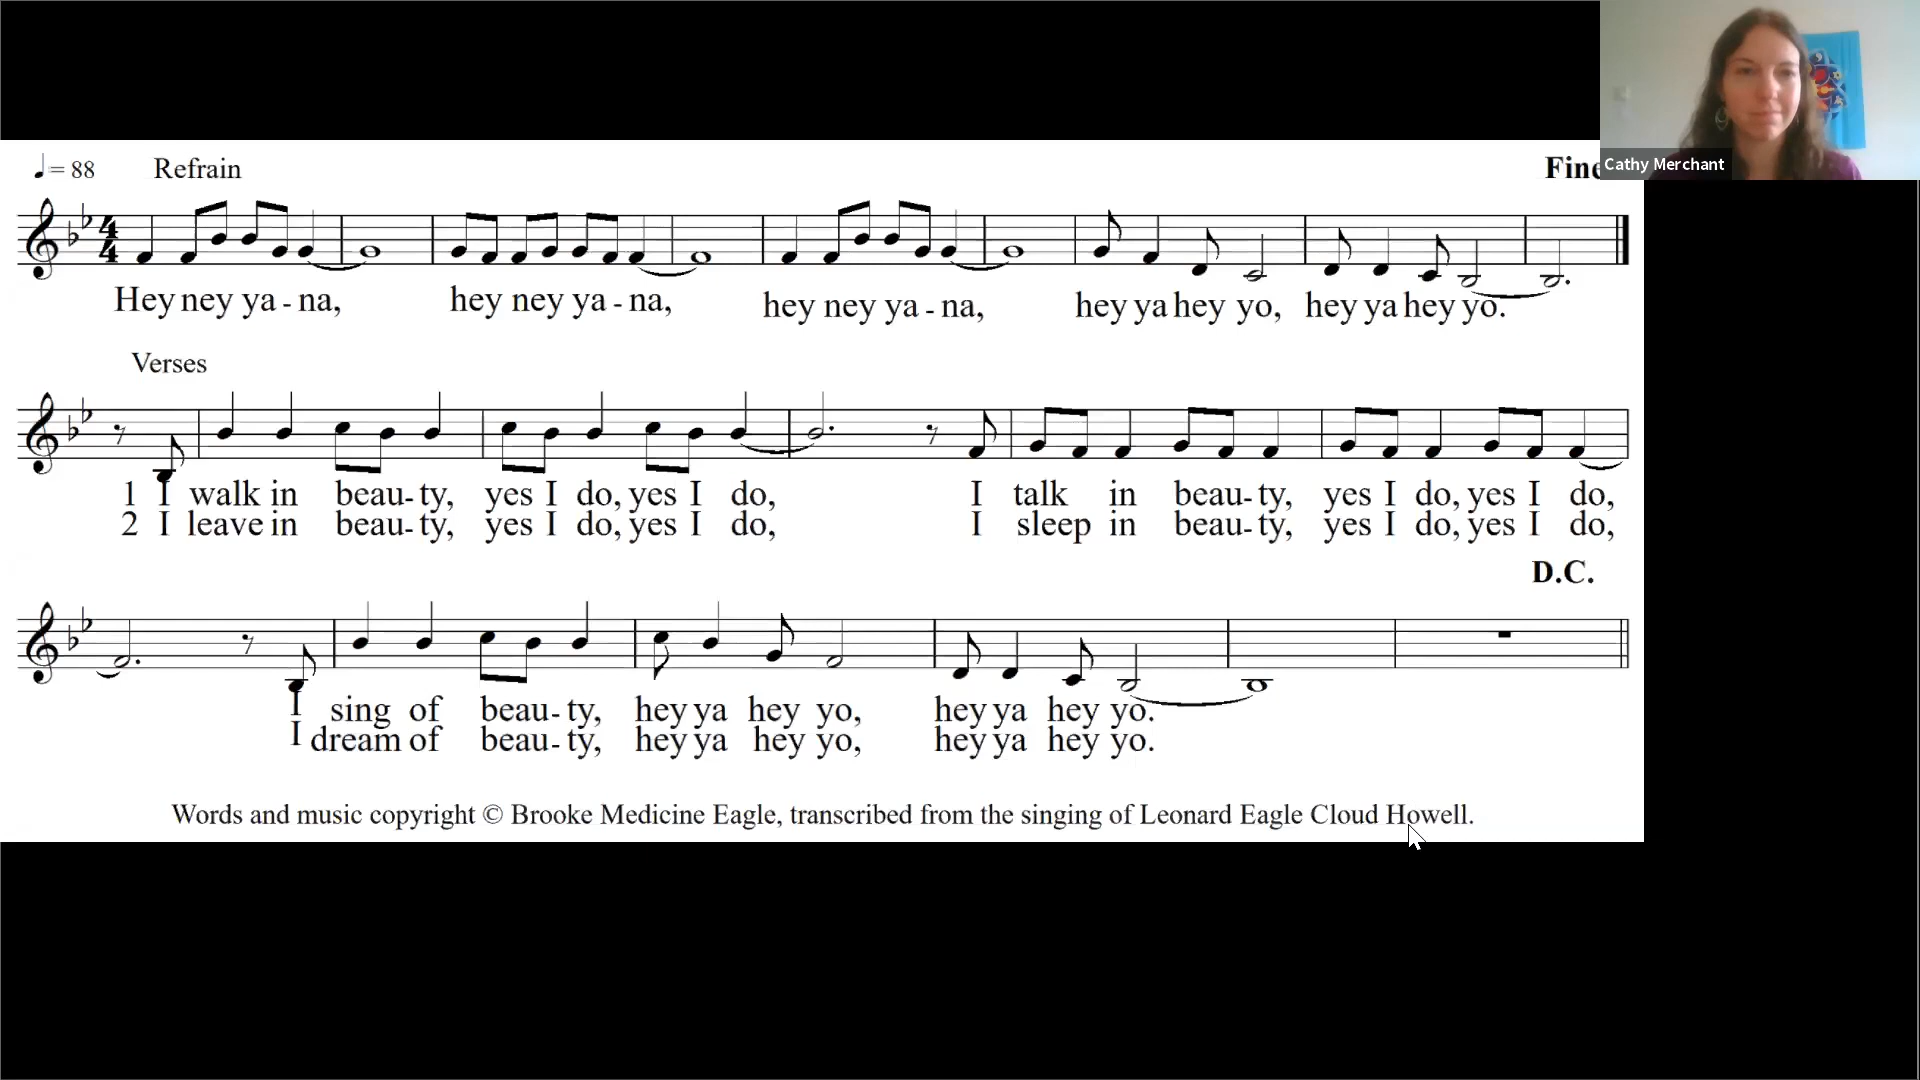 = 88 Refrain Fine
4
4
Hey ney ya - na, hey ney ya - na, hey ney ya - na, hey ya hey yo, hey ya hey yo.
Verses
1 I walk in beau- ty, yes I do, yes I do, I talk in beau- ty, yes I do, yes I do,
2 I leave in beau- ty, yes I do, yes I do, I sleep in beau- ty, yes I do, yes I do,
D.C.
I sing of beau- ty, hey ya hey yo, hey ya hey yo.
I dream of beau- ty, hey ya hey yo, hey ya hey yo.
Words and music copyright © Brooke Medicine Eagle, transcribed from the singing of Leonard Eagle Cloud Howell.
Cathy Merchant